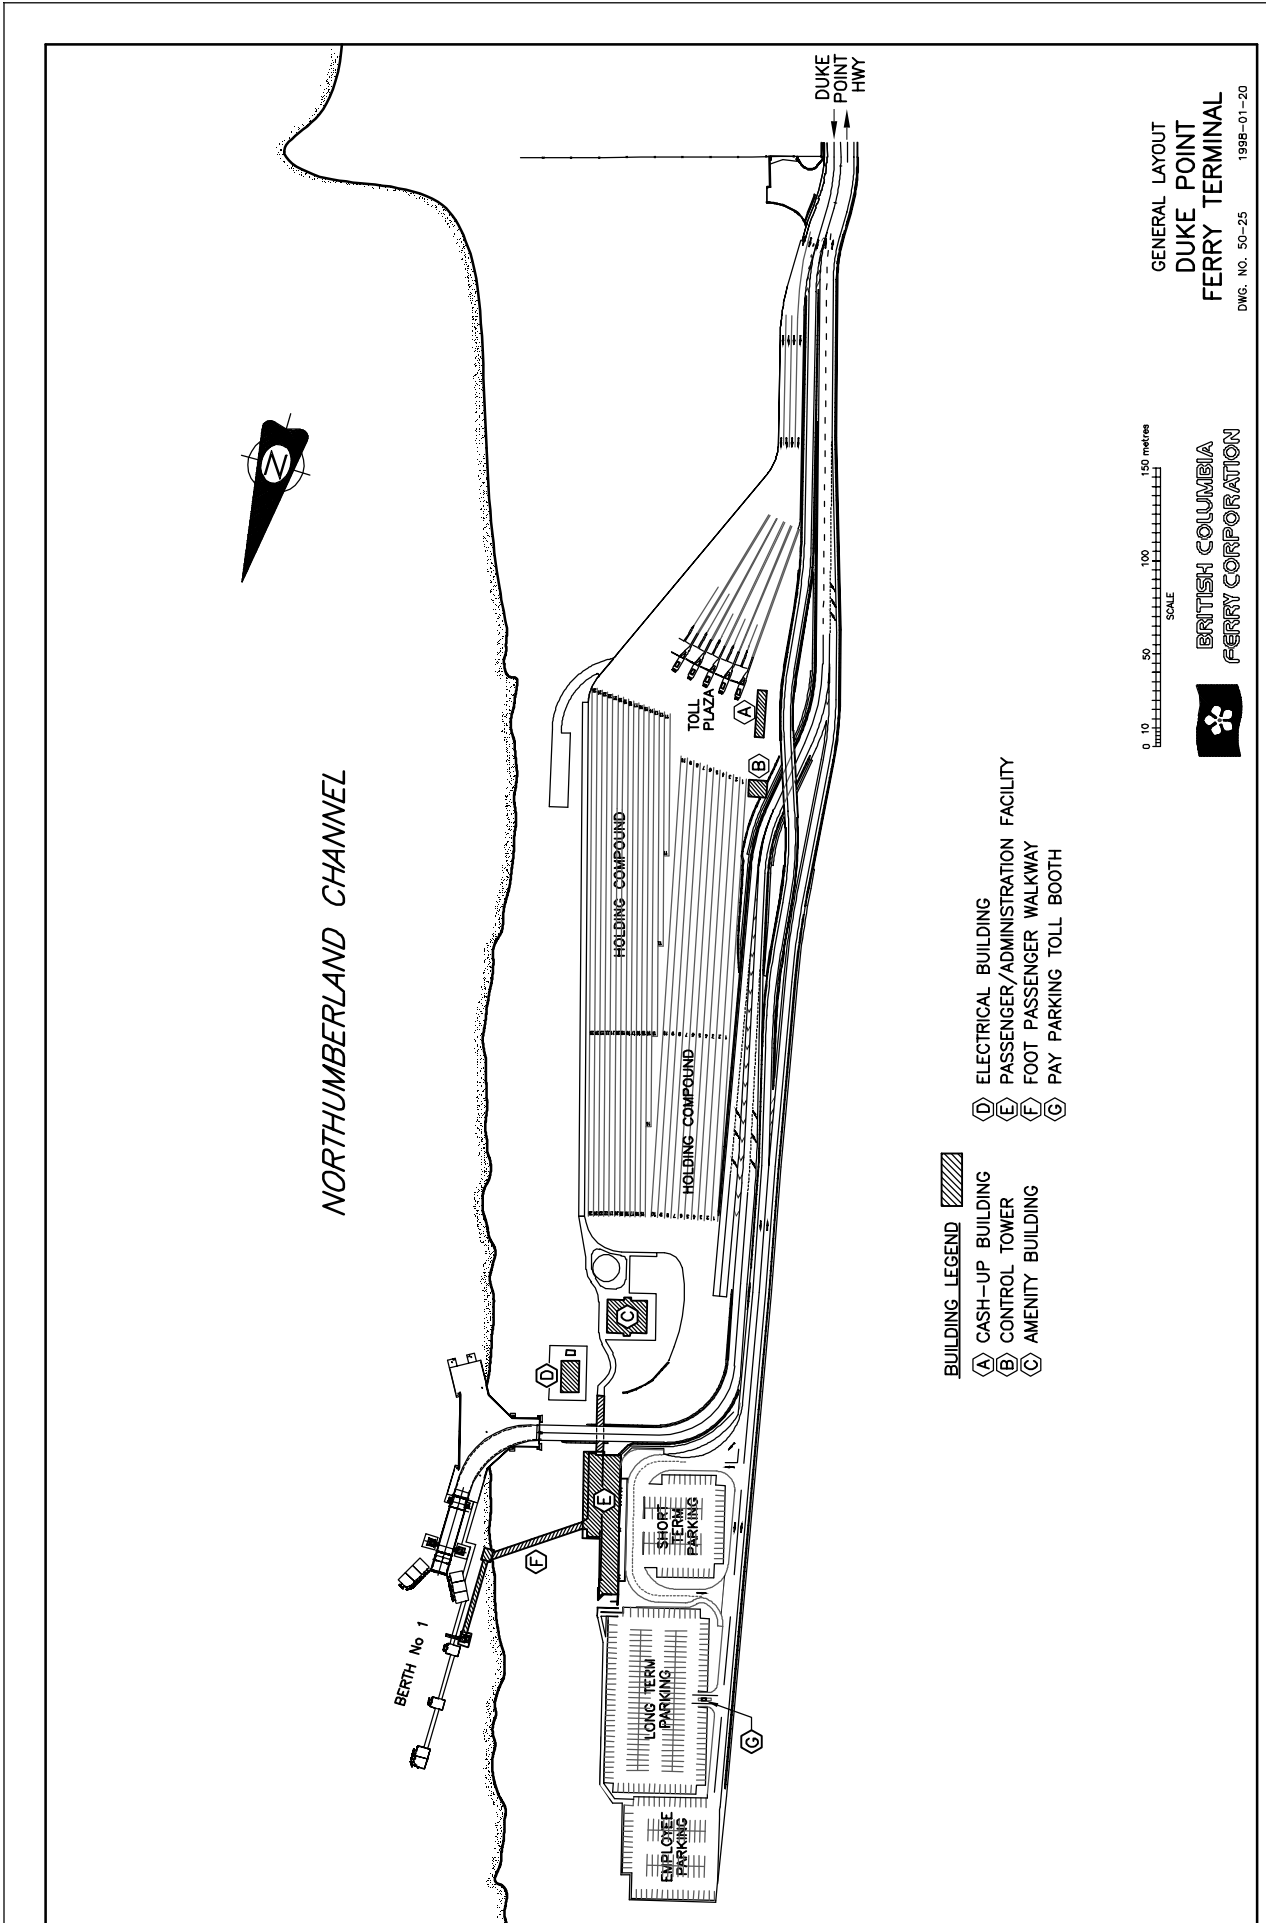 DUKE
POINT
HWY
GENERAL LAYOUT
DUKE POINT
FERRY TERMINAL
DWG. NO. 50-25 1998-01-20
N
NORTHUMBERLAND CHANNEL
TOLL
PLAZA
A
B
HOLDING COMPOUND
HOLDING COMPOUND
C
D
E
F
SHORT
TERM
PARKING
BERTH No 1
LONG TERM
PARKING
G
EMPLOYEE
PARKING
BUILDING LEGEND
A CASH-UP BUILDING
B CONTROL TOWER
C AMENITY BUILDING
D ELECTRICAL BUILDING
E PASSENGER/ADMINISTRATION FACILITY
F FOOT PASSENGER WALKWAY
G PAY PARKING TOLL BOOTH
0 10 50 100 150 metres
SCALE
BRITISH COLUMBIA
FERRY CORPORATION